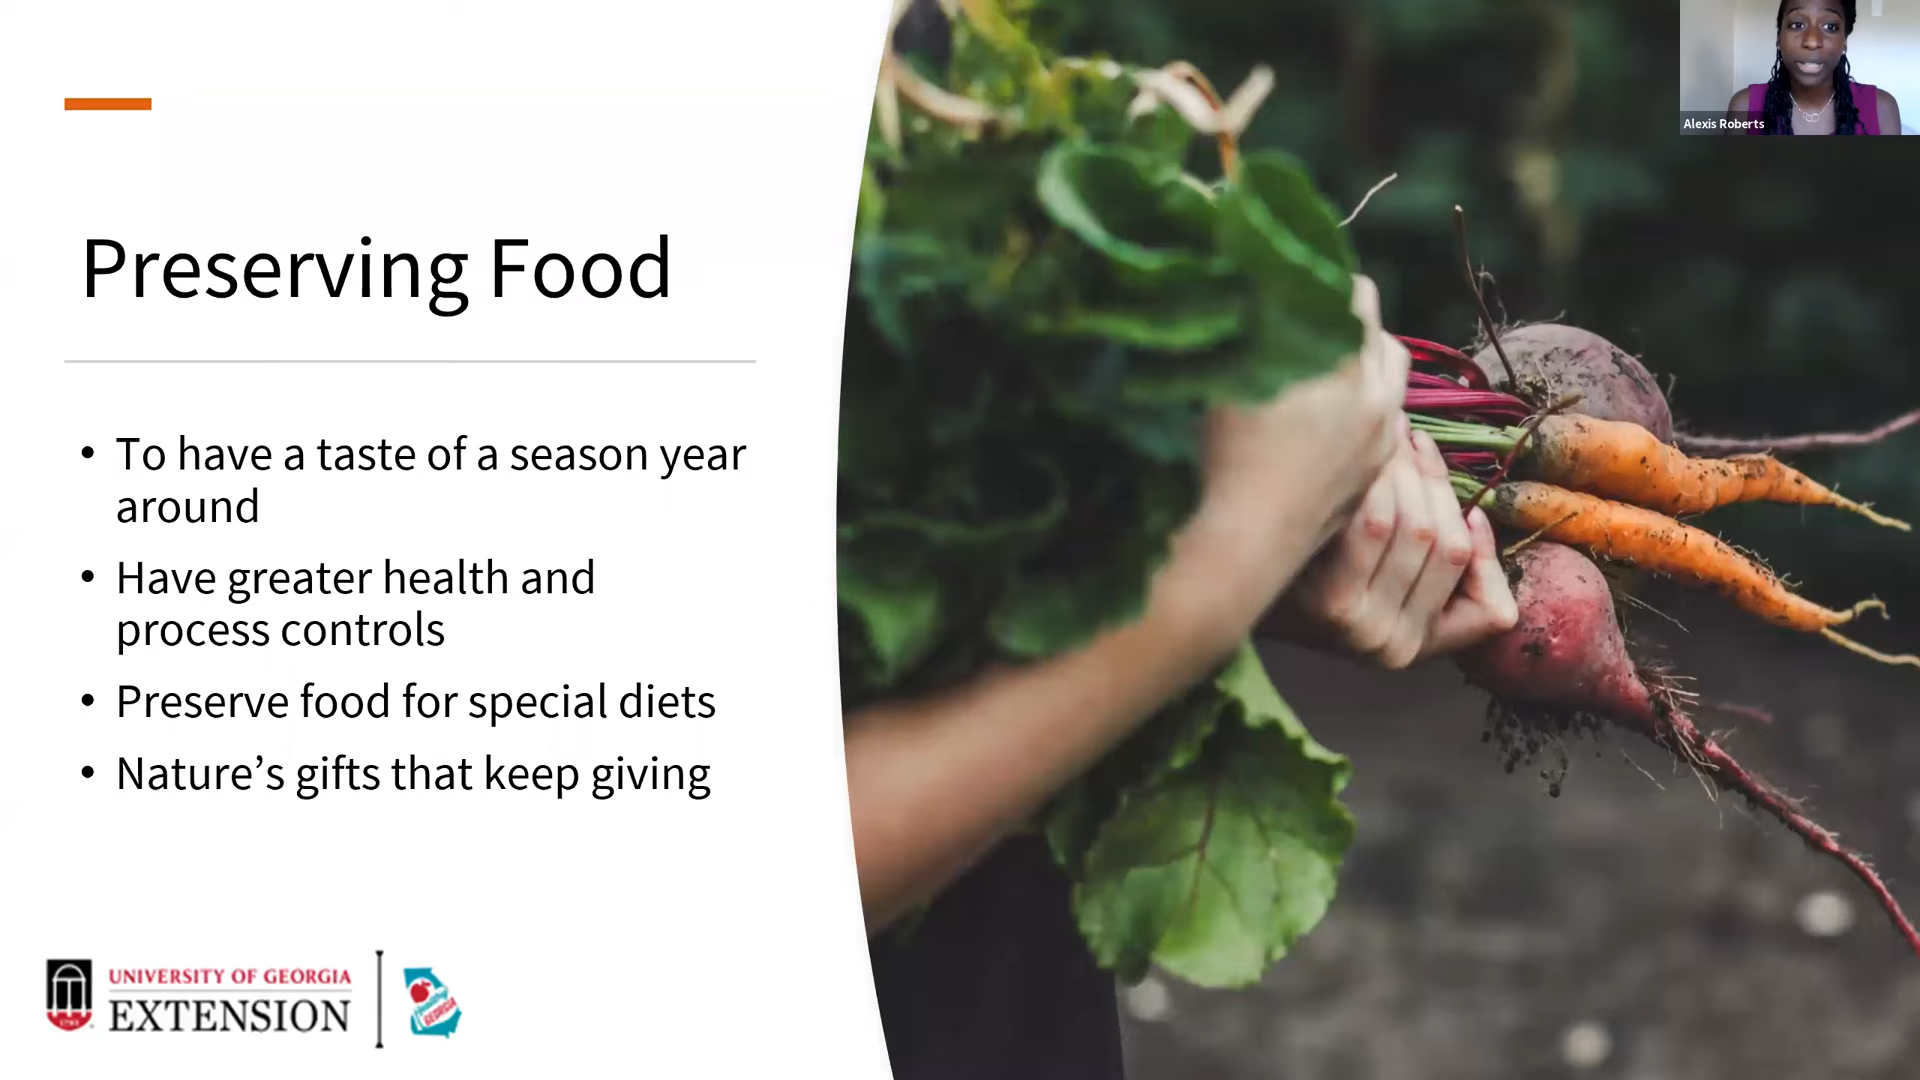 Alexis Roberts
Preserving Food
• To have a taste of a season year
around
• Have greater health and
process controls
• Preserve food for special diets
• Nature’s gifts that keep giving
UNIVERSITY OF GEORGIA
EXTENSION
GEORGIA